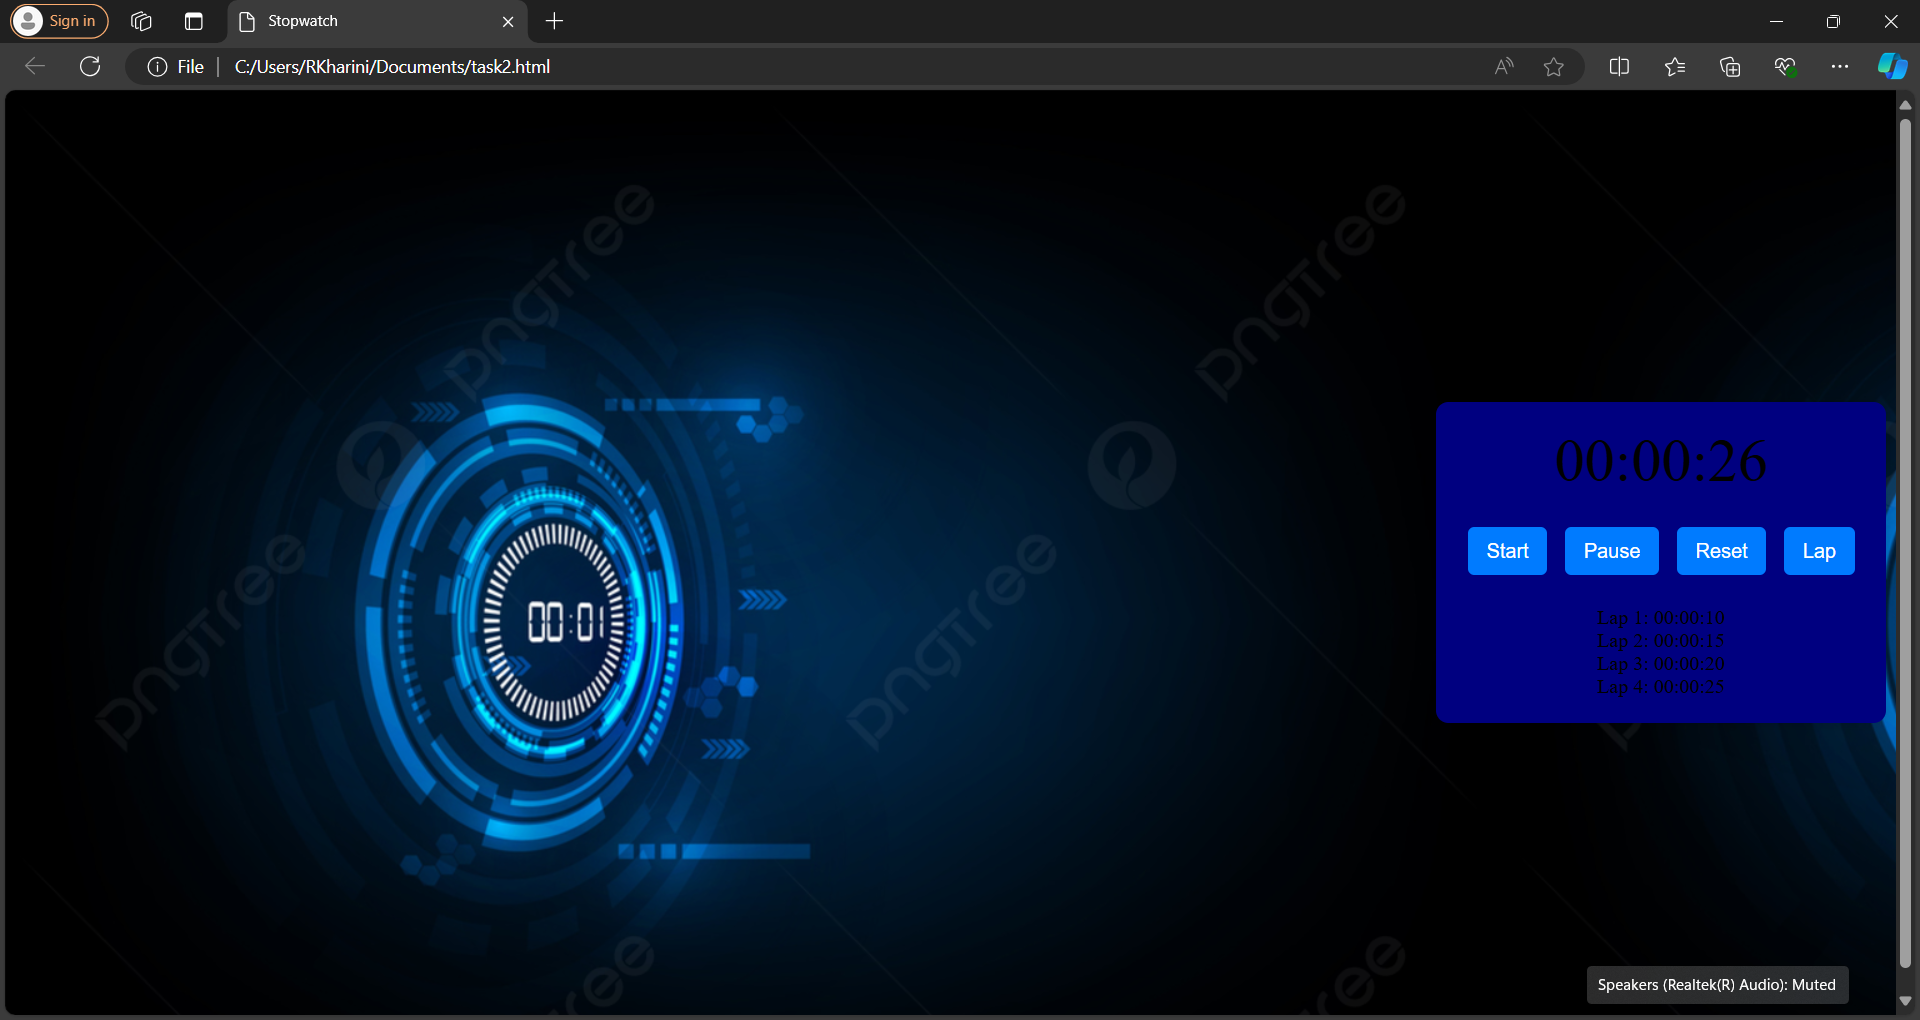 Sign in
Stopwatch
File
C:/Users/RKharini/Documents/task2.html
pngtree
pngtree
00:00:26
Start Pause Reset Lap
00:01
pngtree
pngtree
Lap 1: 00:00:10
Lap 2: 00:00:15
Lap 3: 00:00:20
Lap 4: 00:00:25
Speakers (Realtek(R) Audio): Muted